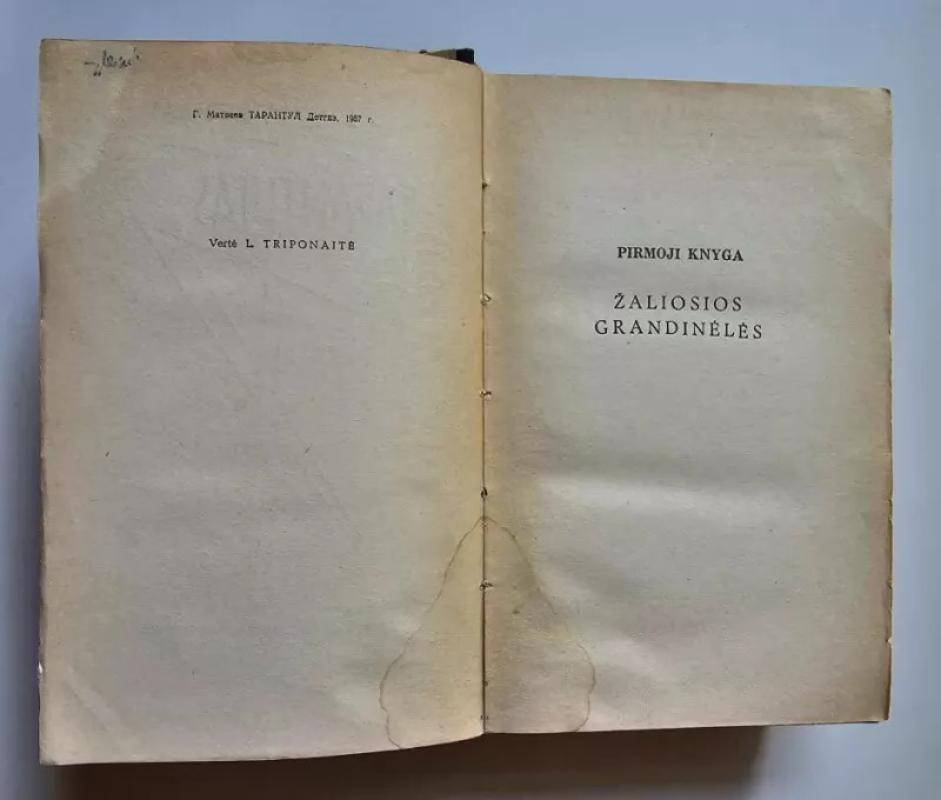 Г. Матвеев ТАРАНТУЛ Детгиз, 1957 г.
Vertė L. TRIPONAITĖ
PIRMOJI KNYGA
ŽALIOSIOS
GRANDINĖLĖS